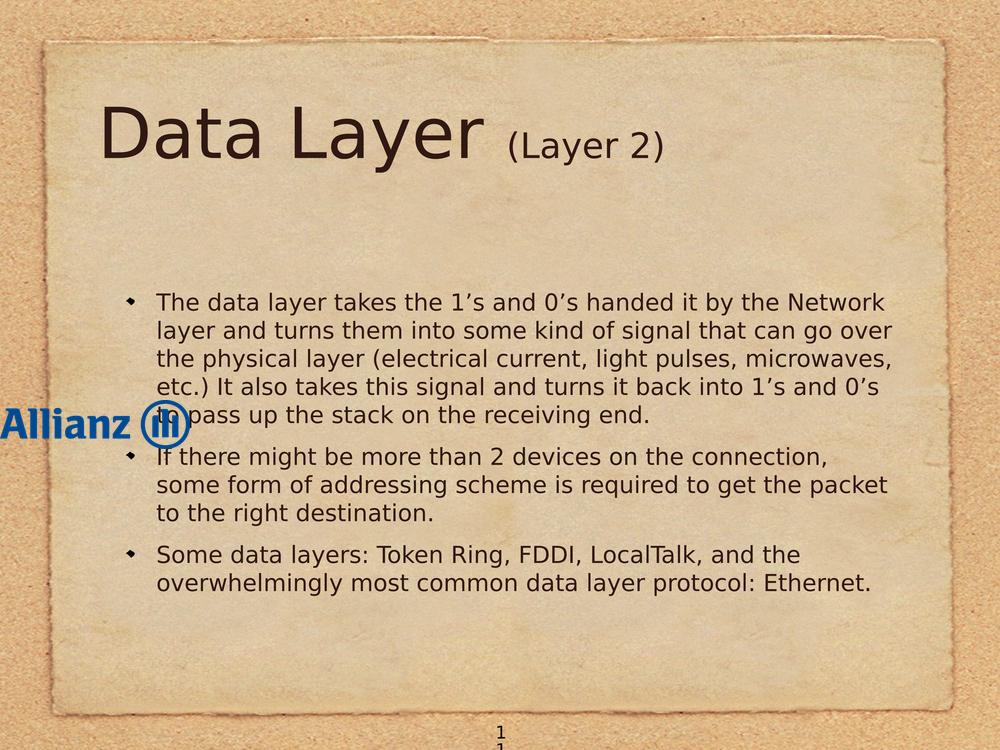 Data Layer (Layer 2)
The data layer takes the 1’s and 0’s handed it by the Network
layer and turns them into some kind of signal that can go over
the physical layer (electrical current, light pulses, microwaves,
etc.) It also takes this signal and turns it back into 1’s and 0’s
to pass up the stack on the receiving end.
Allianz
If there might be more than 2 devices on the connection,
some form of addressing scheme is required to get the packet
to the right destination.
Some data layers: Token Ring, FDDI, LocalTalk, and the
overwhelmingly most common data layer protocol: Ethernet.
1
1